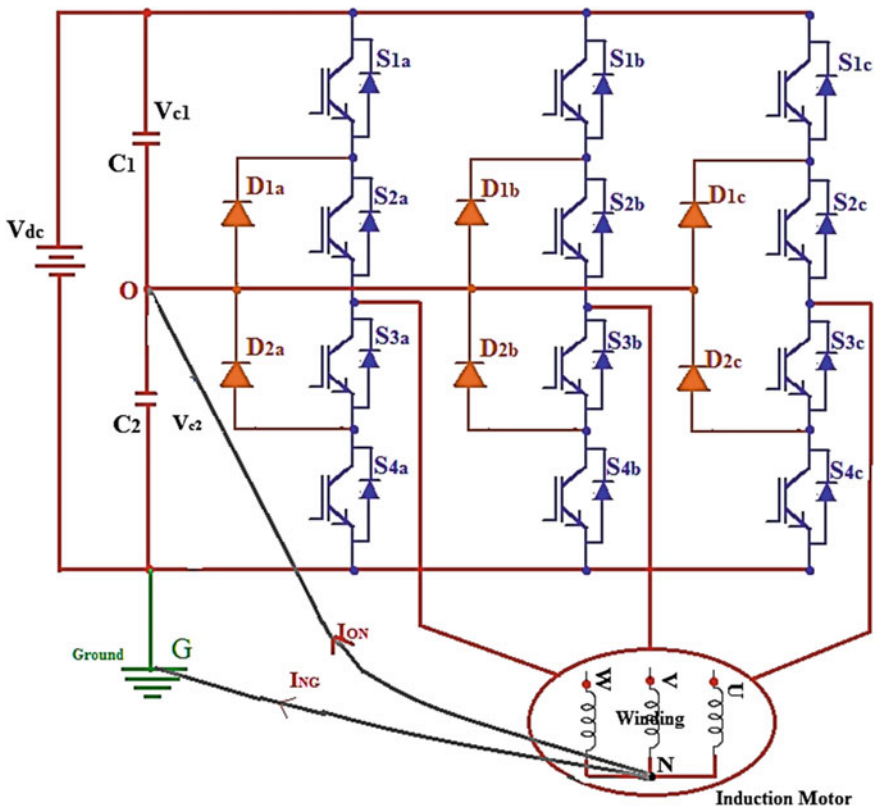 S1a
S1b
S1c
Vc1
C1
D1a
D1b
D1c
S2a
S2b
S2c
Vdc
O
D2a
D2b
D2c
S3a
S3b
S3c
C2
Vc2
S4a
S4b
S4c
Ground
G
ION
ING
W
V
U
Winding
N
Induction Motor